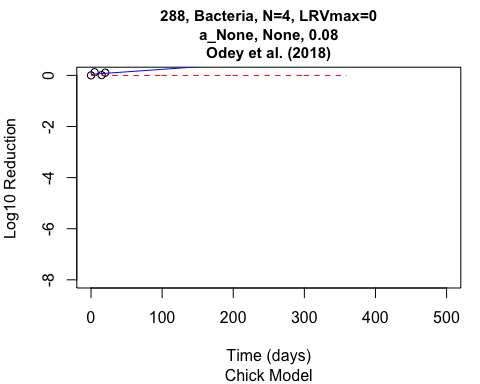 288, Bacteria, N=4, LRVmax=0
a_None, None, 0.08
Odey et al. (2018)
Log10 Reduction
0
-2
-4
-6
-8
0 100 200 300 400 500
Time (days)
Chick Model